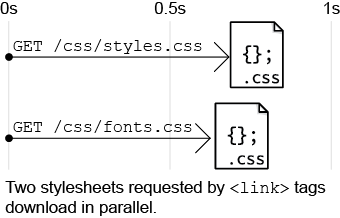 0s 0.5s 1s
GET /css/styles.css
{};
.css
GET /css/fonts.css
{};
.css
Two stylesheets requested by <link> tags
download in parallel.